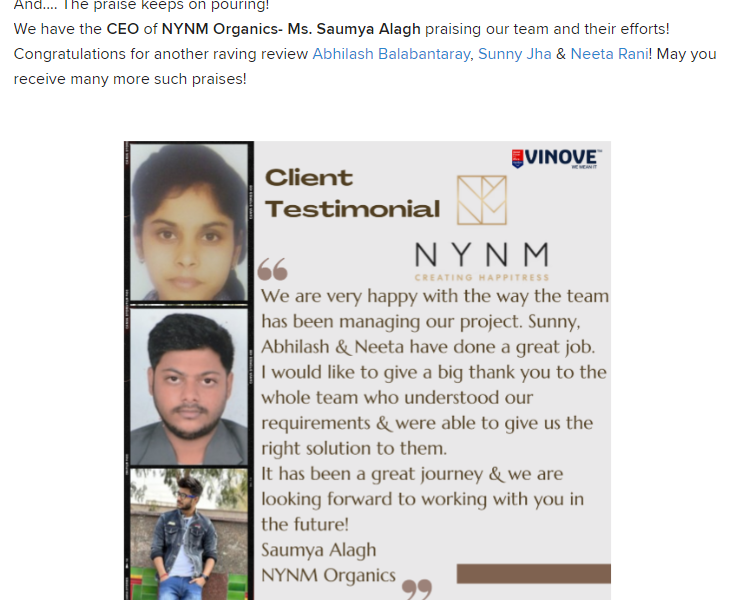 And.... The praise keeps on pouring!
We have the CEO of NYNM Organics- Ms. Saumya Alagh praising our team and their efforts!
Congratulations for another raving review Abhilash Balabantaray, Sunny Jha & Neeta Rani! May you
receive many more such praises!
VINOVE
WE MEAN IT
Client
Testimonial
NYNM
CREATING HAPPITRESS
“
We are very happy with the way the team
has been managing our project. Sunny,
Abhilash & Neeta have done a great job.
I would like to give a big thank you to the
whole team who understood our
requirements & were able to give us the
right solution to them.
It has been a great journey & we are
looking forward to working with you in
the future!
Saumya Alagh
NYNM Organics
”